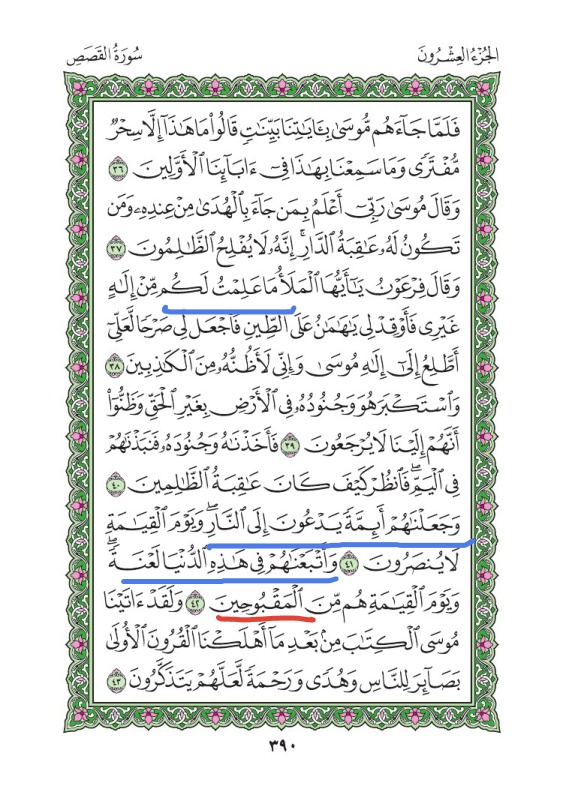 الجُزْءُ العِشْرُونَ سُورَةُ القَصَصِ
فَلَمَّا جَآءَهُم مُّوسَىٰ بِـَٔايَٰتِنَا بَيِّنَٰتٍ قَالُوا۟ مَا هَٰذَآ إِلَّا سِحْرٌ
مُّفْتَرًى وَمَا سَمِعْنَا بِهَٰذَا فِىٓ ءَابَآئِنَا ٱلْأَوَّلِينَ ٣٦
وَقَالَ مُوسَىٰ رَبِّىٓ أَعْلَمُ بِمَن جَآءَ بِٱلْهُدَىٰ مِنْ عِندِهِۦ وَمَن
تَكُونُ لَهُۥ عَٰقِبَةُ ٱلدَّارِ ۖ إِنَّهُۥ لَا يُفْلِحُ ٱلظَّٰلِمُونَ ٣٧
وَقَالَ فِرْعَوْنُ يَٰٓأَيُّهَا ٱلْمَلَأُ مَا عَلِمْتُ لَكُم مِّنْ إِلَٰهٍ
غَيْرِى فَأَوْقِدْ لِى يَٰهَٰمَٰنُ عَلَى ٱلطِّينِ فَٱجْعَل لِّى صَرْحًا لَّعَلِّىٓ
أَطَّلِعُ إِلَىٰٓ إِلَٰهِ مُوسَىٰ وَإِنِّى لَأَظُنُّهُۥ مِنَ ٱلْكَٰذِبِينَ ٣٨
وَٱسْتَكْبَرَ هُوَ وَجُنُودُهُۥ فِى ٱلْأَرْضِ بِغَيْرِ ٱلْحَقِّ وَظَنُّوٓا۟
أَنَّهُمْ إِلَيْنَا لَا يُرْجَعُونَ ٣٩ فَأَخَذْنَٰهُ وَجُنُودَهُۥ فَنَبَذْنَٰهُمْ
فِى ٱلْيَمِّ ۖ فَٱنظُرْ كَيْفَ كَانَ عَٰقِبَةُ ٱلظَّٰلِمِينَ ٤٠
وَجَعَلْنَٰهُمْ أَئِمَّةً يَدْعُونَ إِلَى ٱلنَّارِ ۖ وَيَوْمَ ٱلْقِيَٰمَةِ
لَا يُنصَرُونَ ٤١ وَأَتْبَعْنَٰهُمْ فِى هَٰذِهِ ٱلدُّنْيَا لَعْنَةً ۖ
وَيَوْمَ ٱلْقِيَٰمَةِ هُم مِّنَ ٱلْمَقْبُوحِينَ ٤٢ وَلَقَدْ ءَاتَيْنَا
مُوسَى ٱلْكِتَٰبَ مِنۢ بَعْدِ مَآ أَهْلَكْنَا ٱلْقُرُونَ ٱلْأُولَىٰ
بَصَآئِرَ لِلنَّاسِ وَهُدًى وَرَحْمَةً لَّعَلَّهُمْ يَتَذَكَّرُونَ ٤٣
٣٩٠